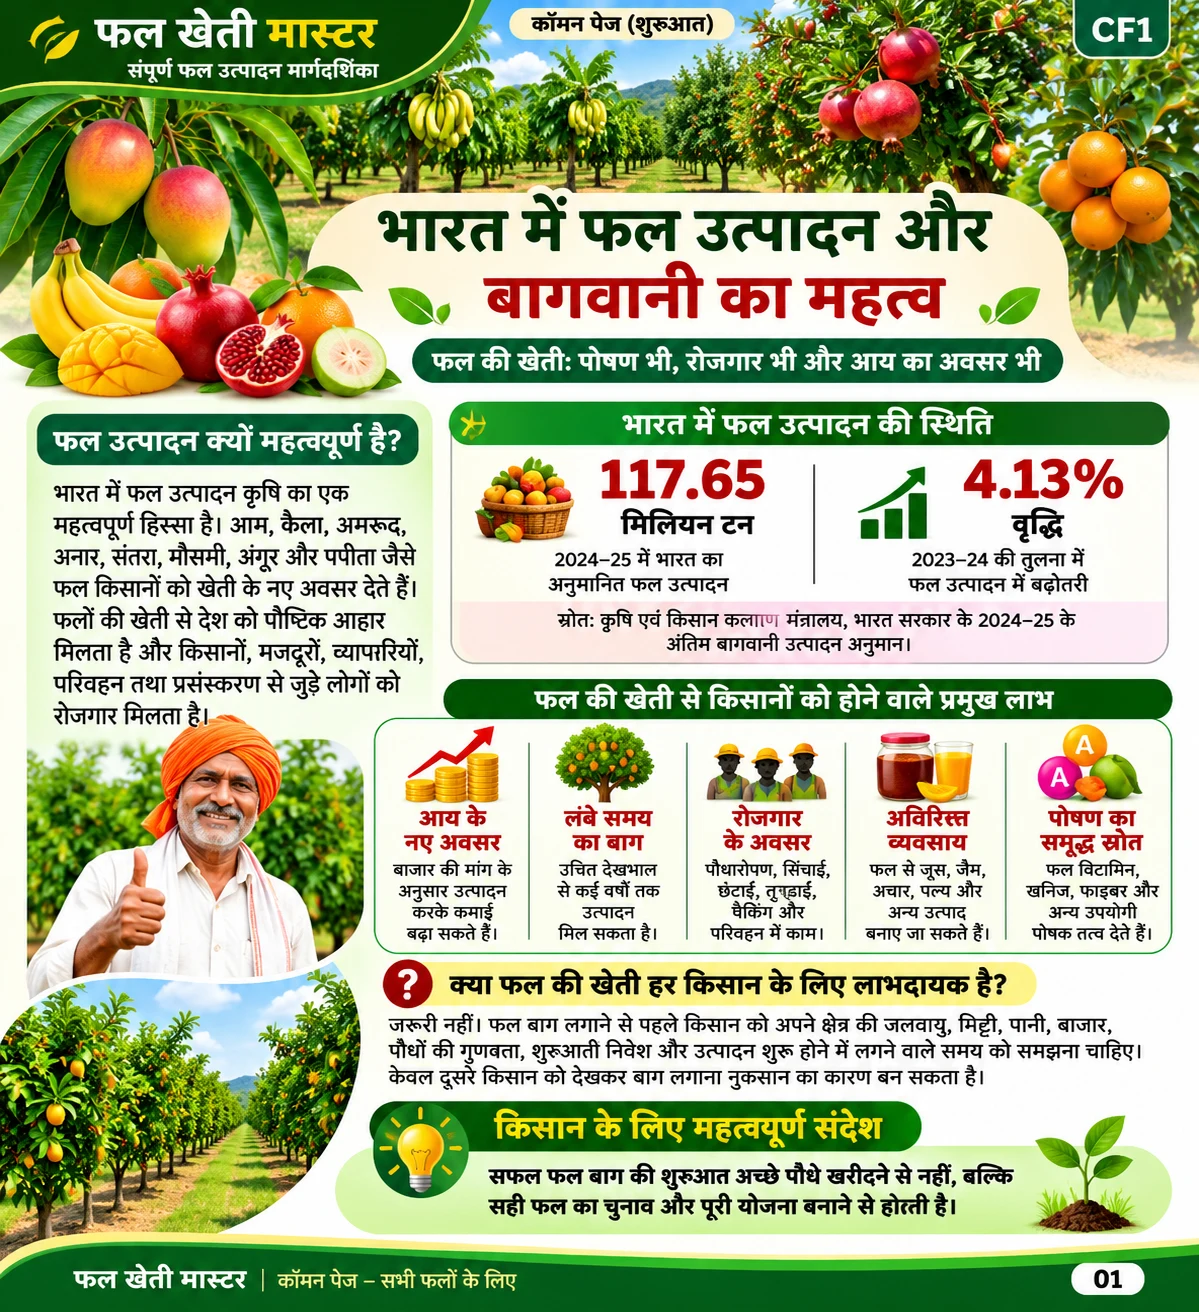 फल खेती मास्टर
संपूर्ण फल उत्पादन मार्गदर्शिका
कॉमन पेज (शुरूआत)
CF1
भारत में फल उत्पादन और
बागवानी का महत्व
फल की खेती: पोषण भी, रोजगार भी और आय का अवसर भी
फल उत्पादन क्यों महत्वयूर्ण है?
भारत में फल उत्पादन कृषि का एक
महत्वपूर्ण हिस्सा है। आम, कैला, अमरूद,
अनार, संतरा, मौसमी, अंगूर और पपीता जैसे
फल किसानों को खेती के नए अवसर देते हैं।
फलों की खेती से देश को पौष्टिक आहार
मिलता है और किसानों, मजदूरों,
परिवहन तथा प्रसंस्करण से जुड़े लोगों को
रोजगार मिलता है।
भारत में फल उत्पादन की स्थिति
117.65
मिलियन टन
2024–25 में भारत का
अनुमानित फल उत्पादन
4.13%
वृद्धि
2023–24 की तुलना में
फल उत्पादन में बढ़ोतरी
स्रोत: कृषि एवं किसान मंत्रालय, भारत सरकार के 2024–25 के
अंतिम बागवानी उत्पादन अनुमान।
फल की खेती से किसानों को होने वाले प्रमुख लाभ
आय के
नए अवसर
बाजार की मांग के
अनुसार उत्पादन
करके कमाई
बढ़ा सकते हैं।
लंबे समय
का बाग
उचित देखभाल
से कई वर्षों तक
उत्पादन
मिल सकता है।
रोजगार
के अवसर
पौधारोपण, सिंचाई,
छंटाई,
पैकिंग और
परिवहन में काम।
व्यवसाय
फल से जूस, जैम,
अचार, पल्य और
अन्य उत्पाद
बनाए जा सकते हैं।
A
A
पोषण का
समृद्ध स्रोत
फल विटामिन,
खनिज, फाइबर और
अन्य उपयोगी
पोषक तत्व देते हैं।
?
क्या फल की खेती हर किसान के लिए लाभदायक है?
जरूरी नहीं। फल बाग लगाने से पहले किसान को अपने क्षेत्र की जलवायु, मिट्टी, पानी, बाजार,
पौधों की गुणबता, शुरूआती निवेश और उत्पादन शुरू होने में लगने वाले समय को समझना चाहिए।
केवल दूसरे किसान को देखकर बाग लगाना नुकसान का कारण बन सकता है।
किसान के लिए महत्वयूर्ण संदेश
सफल फल बाग की शुरूआत अच्छे पौधे खरीदने से नहीं, बल्कि
सही फल का चुनाव और पूरी योजना बनाने से होती है।
फल खेती मास्टर | कॉमन पेज – सभी फलों के लिए
01